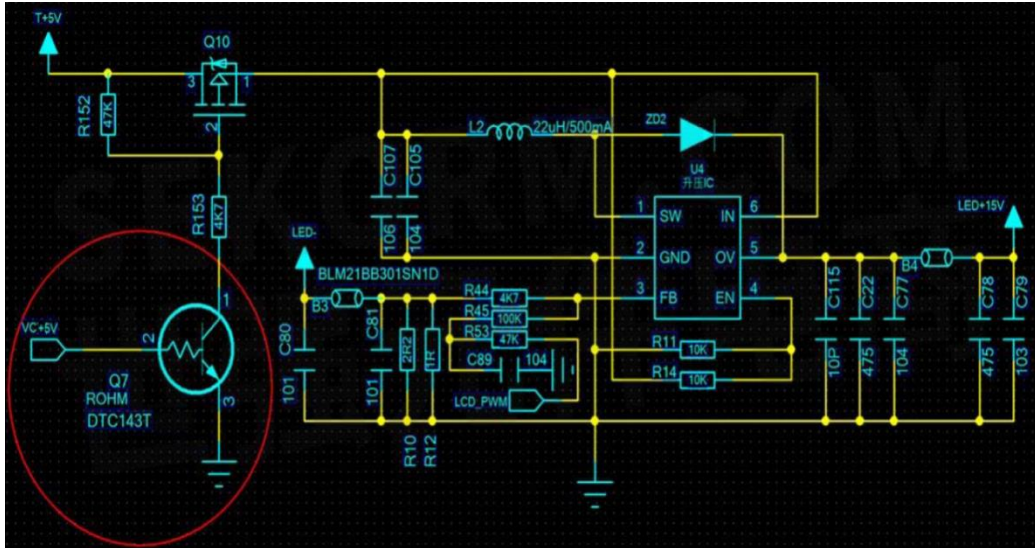 T+5V
Q10
3
1
2
R152
47K
R153
4K7
VC+5V
2
1
3
Q7
ROHM
DTC143T
L2
22uH/500mA
ZD2
C107
C105
106
104
U4
升压IC
1
SW
IN
6
2
GND
OV
5
3
FB
EN
4
LED+15V
LED-
BLM21BB301SN1D
B3
C80
101
C81
101
2R2
1R
R10
R12
R44
4K7
R45
100K
R53
47K
C89
104
LCD_PWM
R11
10K
R14
10K
B4
C115
10P
C22
475
C77
104
C78
475
C79
103